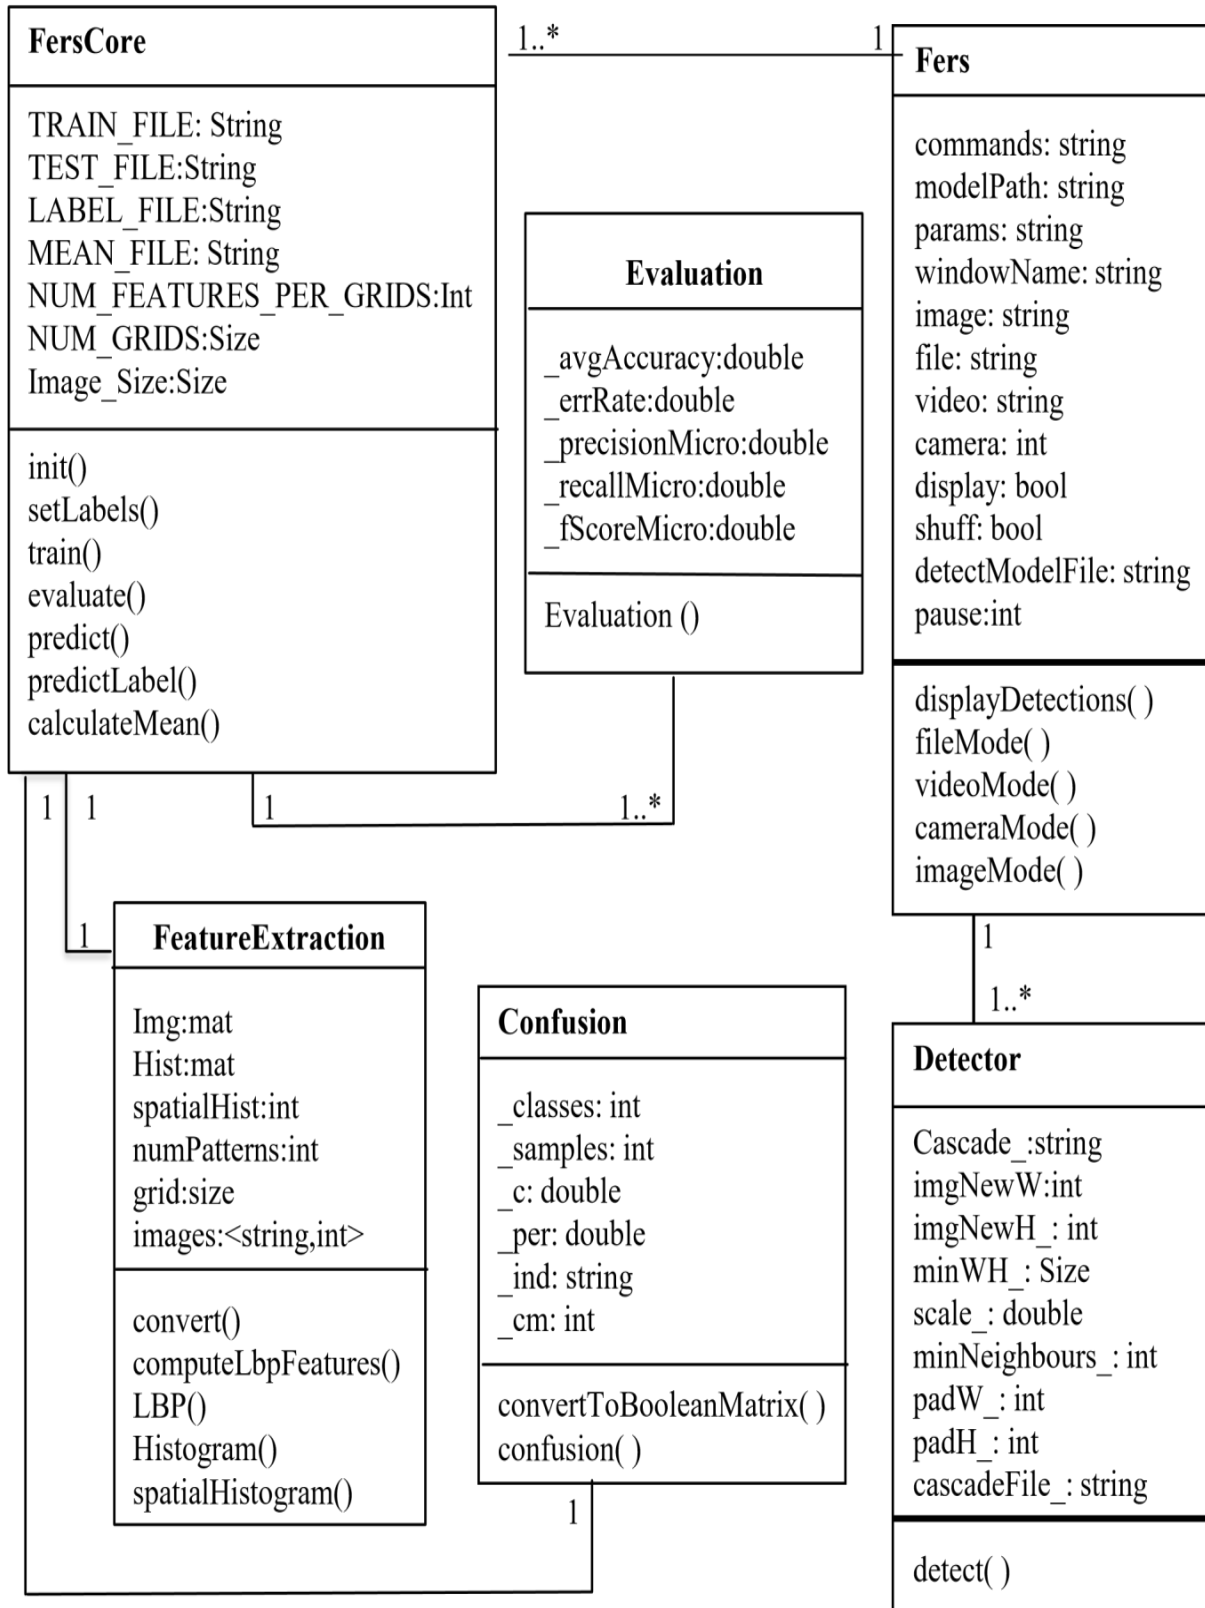 FersCore
TRAIN_FILE: String
TEST_FILE:String
LABEL_FILE:String
MEAN_FILE: String
NUM_FEATURES_PER_GRIDS:Int
NUM_GRIDS:Size
Image_Size:Size
init()
setLabels()
train()
evaluate()
predict()
predictLabel()
calculateMean()
1..*
1
Fers
commands: string
modelPath: string
params: string
windowName: string
image: string
file: string
video: string
camera: int
display: bool
shuff: bool
detectModelFile: string
pause:int
displayDetections( )
fileMode( )
videoMode( )
cameraMode( )
imageMode( )
Evaluation
_avgAccuracy:double
_errRate:double
_precisionMicro:double
_recallMicro:double
_fScoreMicro:double
Evaluation ()
1
1
1
1..*
1
FeatureExtraction
Img:mat
Hist:mat
spatialHist:int
numPatterns:int
grid:size
images:<string,int>
convert()
computeLbpFeatures()
LBP()
Histogram()
spatialHistogram()
Confusion
_classes: int
_samples: int
_c: double
_per: double
_ind: string
_cm: int
convertToBooleanMatrix( )
confusion( )
1
1
1..*
Detector
Cascade_:string
imgNewW:int
imgNewH_: int
minWH_: Size
scale_: double
minNeighbours_: int
padW_: int
padH_: int
cascadeFile_: string
detect( )